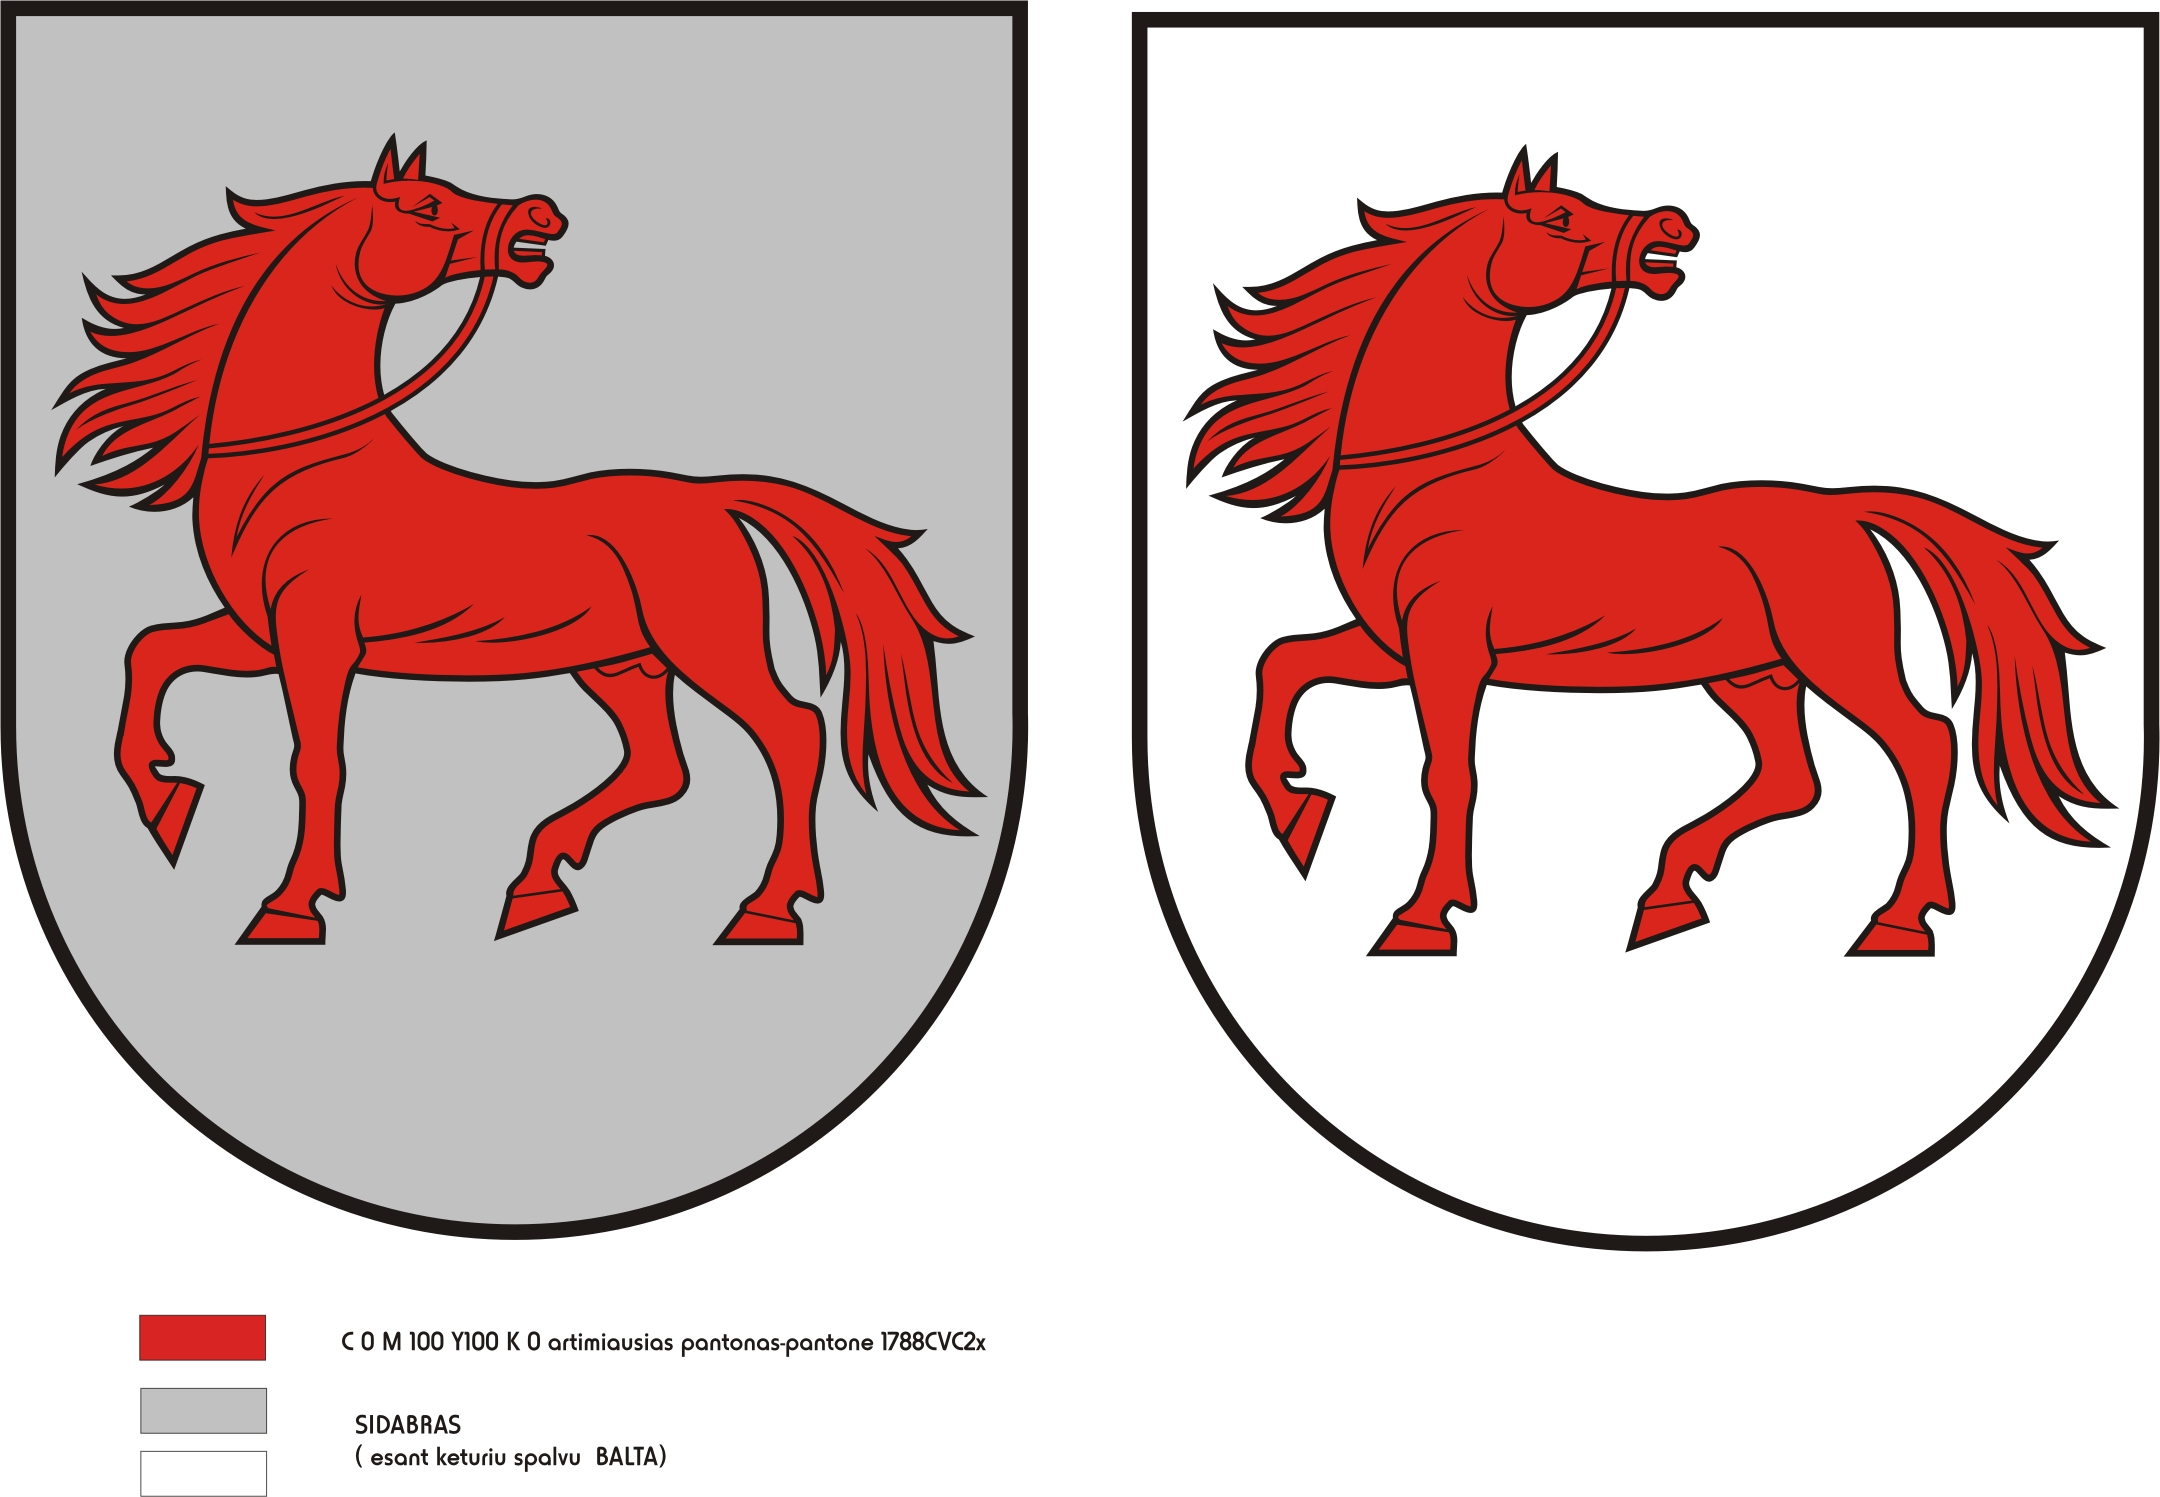 C 0 M 100 Y100 K 0 artimiausias pantonas-pantone 1788CVC2x
SIDABRAS
( esant keturiu spalvu BALTA)